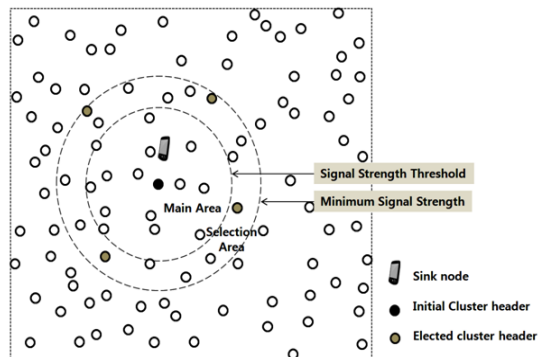 Signal Strength Threshold
Minimum Signal Strength
Main Area
Selection
Area
Sink node
Initial Cluster header
Elected cluster header